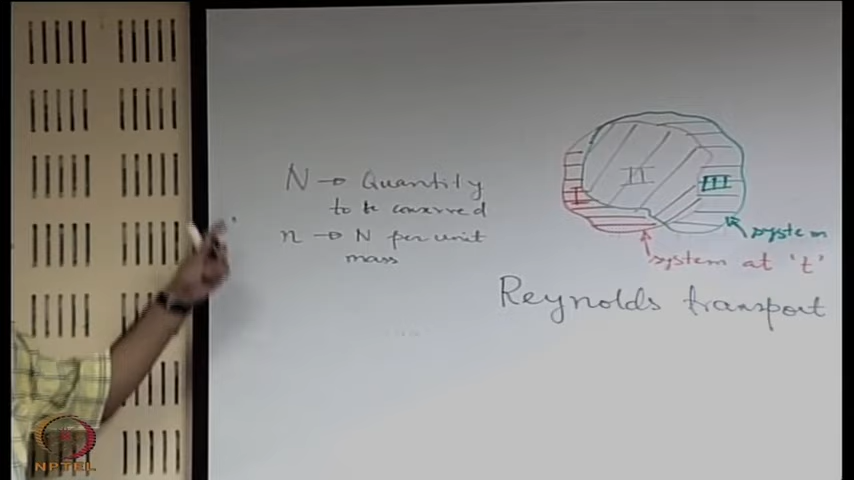 N → Quantity
to be conserved
n → N per unit
mass
I
II
III
system
system at 't'
Reynolds transport
NPTEL